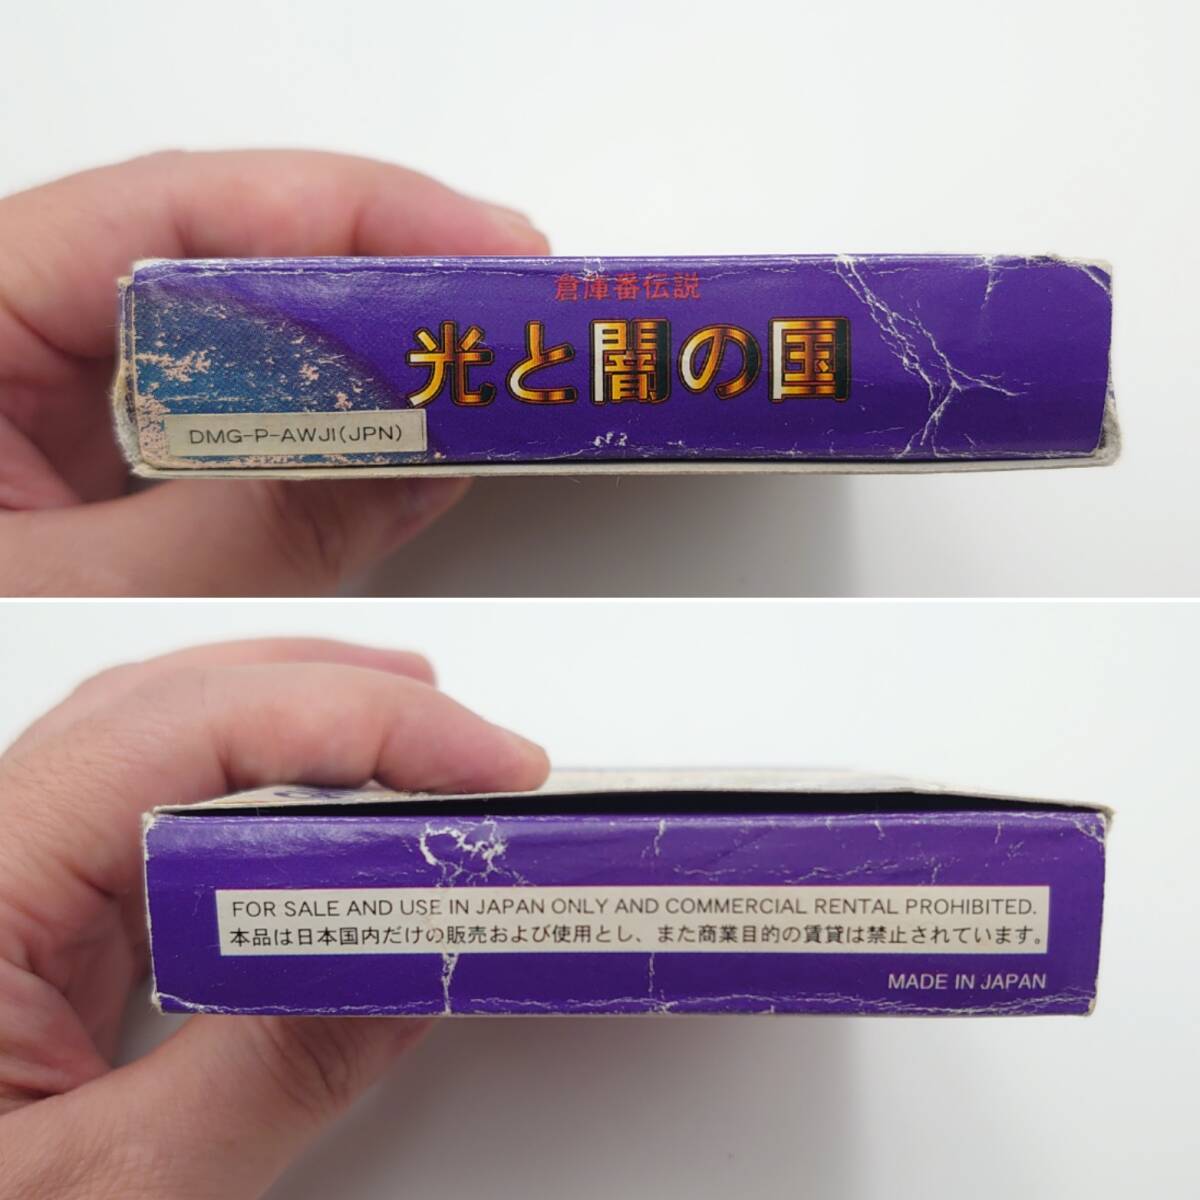 倉庫番伝説
光と闇の国
DMG-P-AWJI(JPN)
FOR SALE AND USE IN JAPAN ONLY AND COMMERCIAL RENTAL PROHIBITED.
本品は日本国内だけの販売および使用とし、また商業目的の賃貸は禁止されています。
MADE IN JAPAN